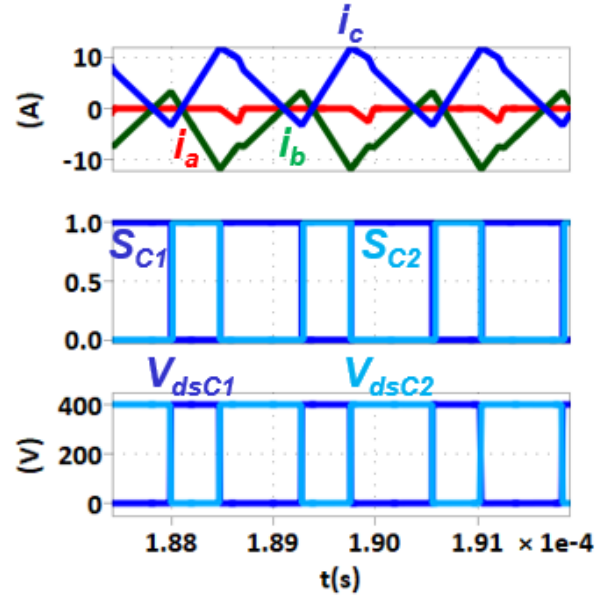 i_c
10
0
-10
(A)
i_a
i_b
1.0
0.5
0.0
S_C1
S_C2
V_dsC1
V_dsC2
400
200
0
(V)
1.88 1.89 1.90 1.91 × 1e-4
t(s)